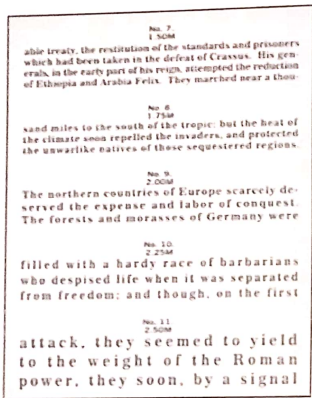 No. 7.
1.50M
able treaty, the restitution of the standards and prisoners
which had been taken in the defeat of Crassus. His gen-
erals, in the early part of his reign, attempted the reduction
of Ethiopia and Arabia Felix. They marched near a thou-
No. 8.
1.75M
sand miles to the south of the tropic; but the heat of
the climate soon repelled the invaders, and protected
the unwarlike natives of those sequestered regions.
No. 9.
2.00M
The northern countries of Europe scarcely de-
served the expense and labor of conquest.
The forests and morasses of Germany were
No. 10.
2.25M
filled with a hardy race of barbarians
who despised life when it was separated
from freedom; and though, on the first
No. 11
2.50M
attack, they seemed to yield
to the weight of the Roman
power, they soon, by a signal